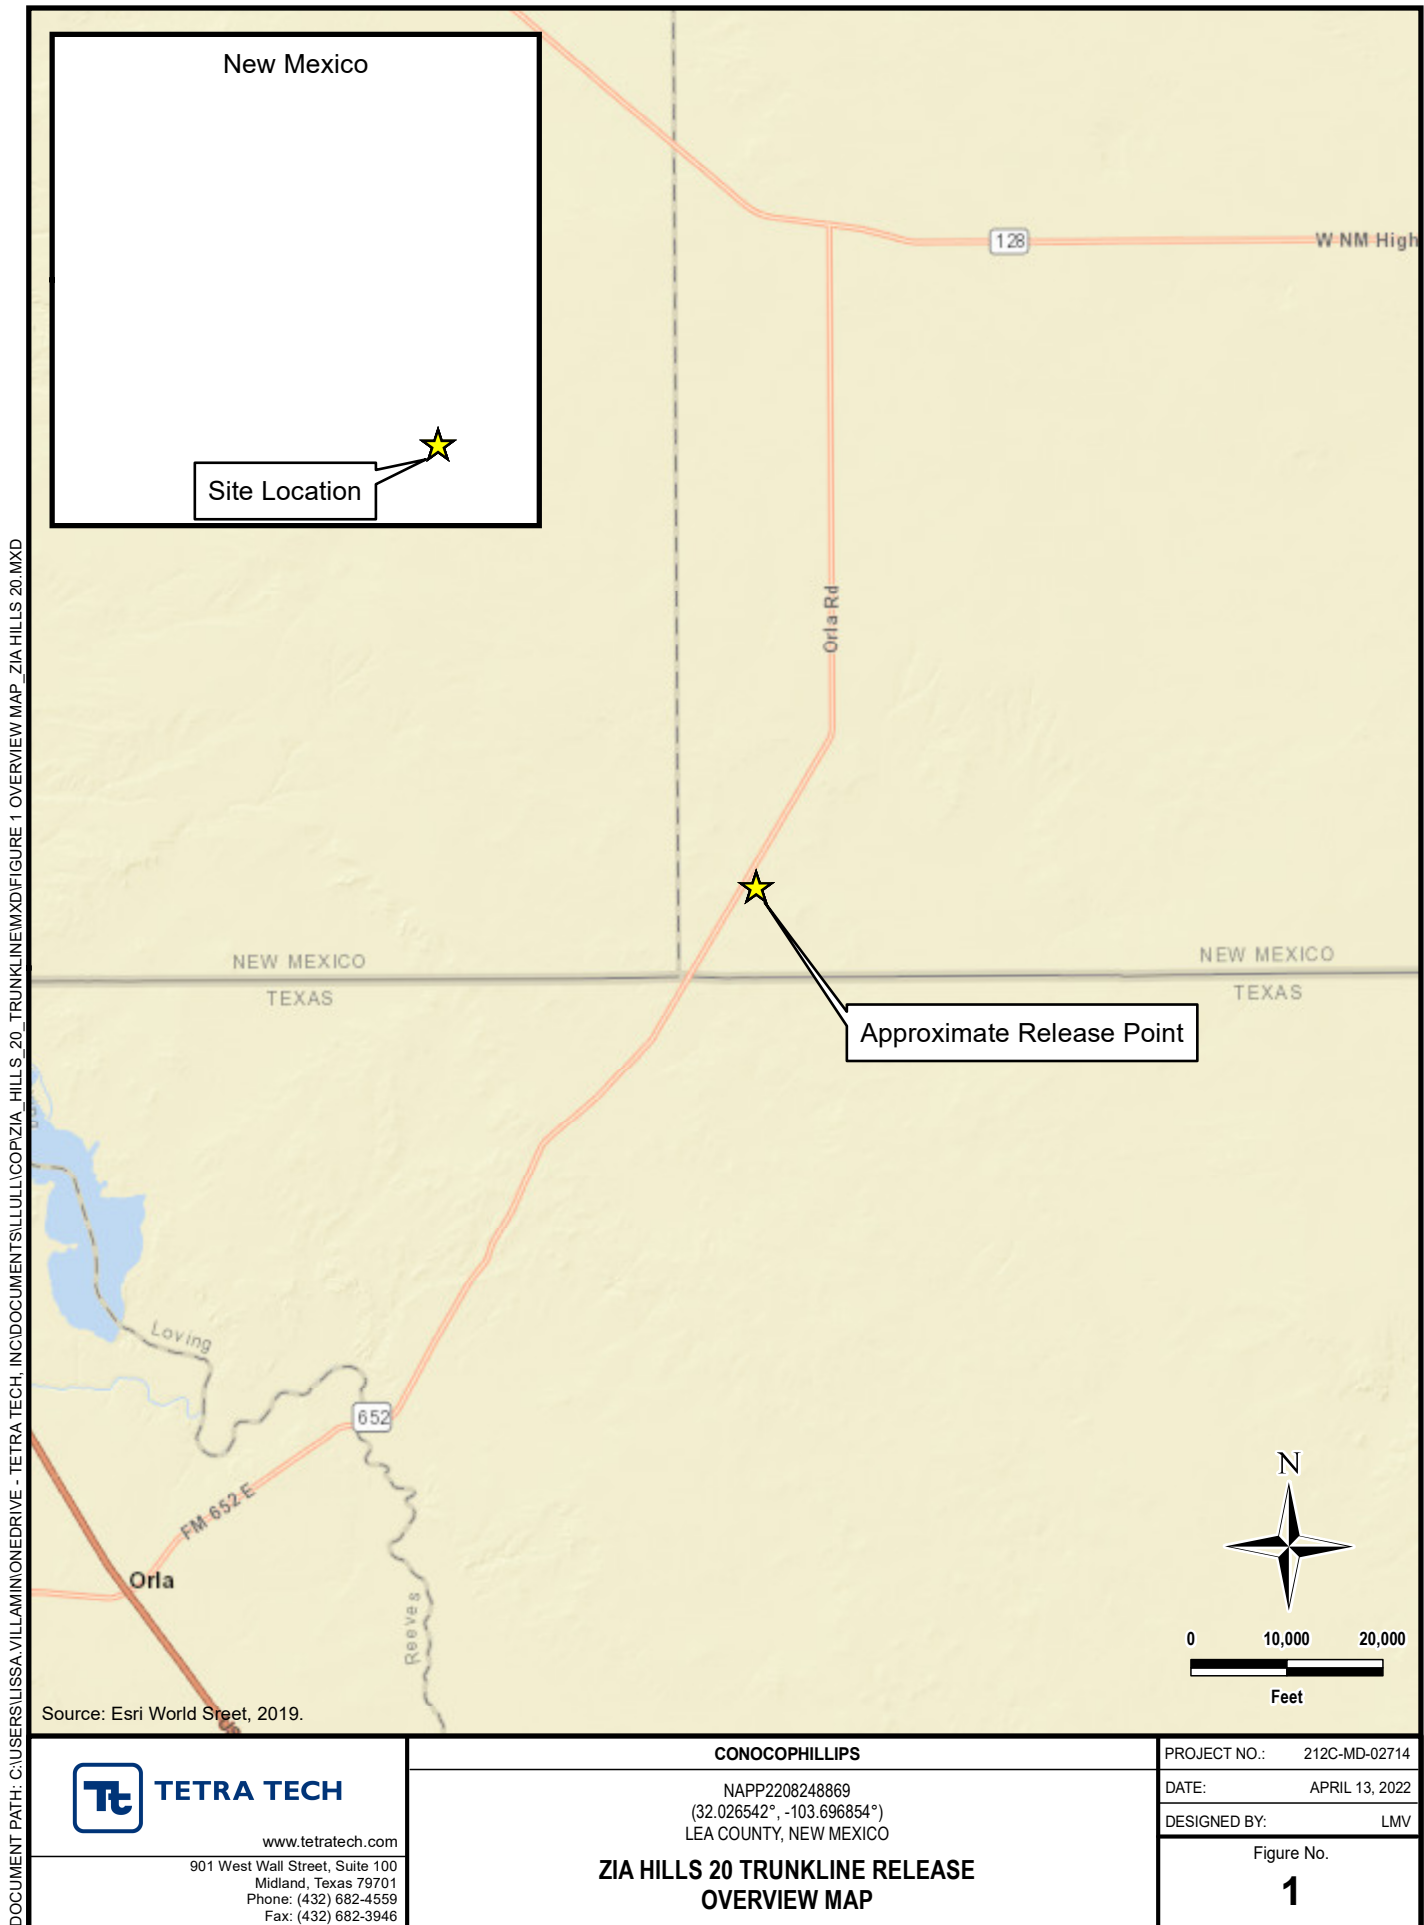 New Mexico
Site Location
128
W NM High
Orla Rd
NEW MEXICO
TEXAS
NEW MEXICO
TEXAS
Approximate Release Point
Loving
652
FM 652 E
Orla
Reeves
N
0 10,000 20,000
Feet
Source: Esri World Sreet, 2019.
DOCUMENT PATH: C:\USERS\LISSA.VILLAMIN\ONEDRIVE - TETRA TECH, INC\DOCUMENTS\LLULL\COP\ZIA_HILLS_20_TRUNKLINE\MXD\FIGURE 1 OVERVIEW MAP_ZIA HILLS 20.MXD
Tt TETRA TECH
www.tetratech.com
901 West Wall Street, Suite 100
Midland, Texas 79701
Phone: (432) 682-4559
Fax: (432) 682-3946
CONOCOPHILLIPS
NAPP2208248869
(32.026542°, -103.696854°)
LEA COUNTY, NEW MEXICO
ZIA HILLS 20 TRUNKLINE RELEASE
OVERVIEW MAP
PROJECT NO.: 212C-MD-02714
DATE: APRIL 13, 2022
DESIGNED BY: LMV
Figure No.
1